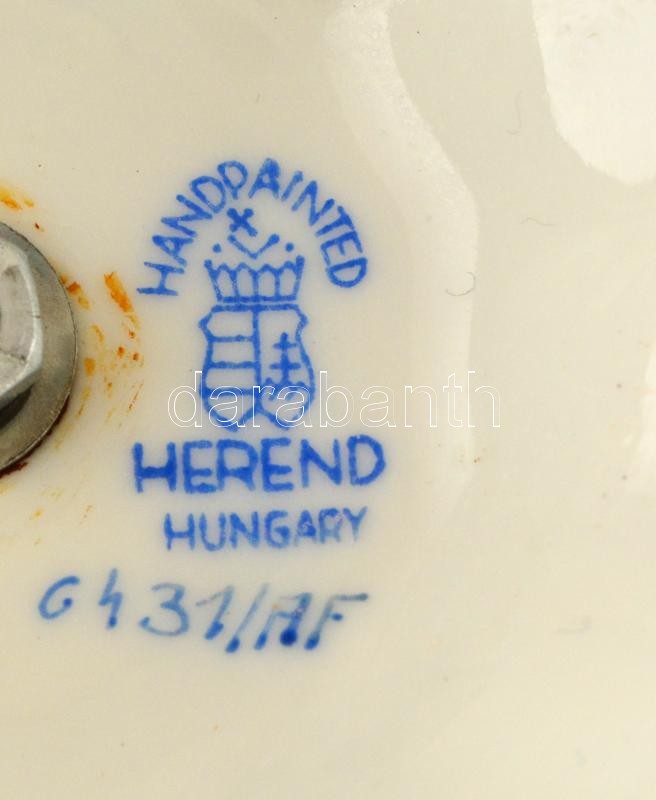 HANDPAINTED
darabanth
HEREND
HUNGARY
6431/AF